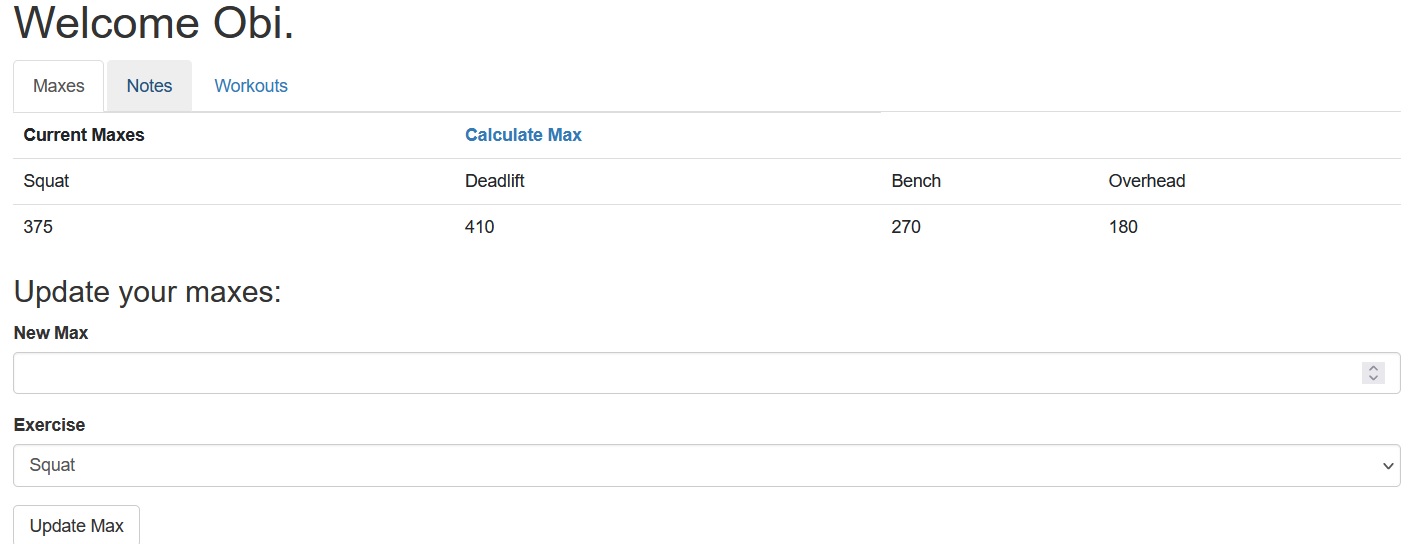 Welcome Obi.
Maxes Notes Workouts
Current Maxes Calculate Max
Squat Deadlift Bench Overhead
375 410 270 180
Update your maxes:
New Max
Exercise
Squat
Update Max